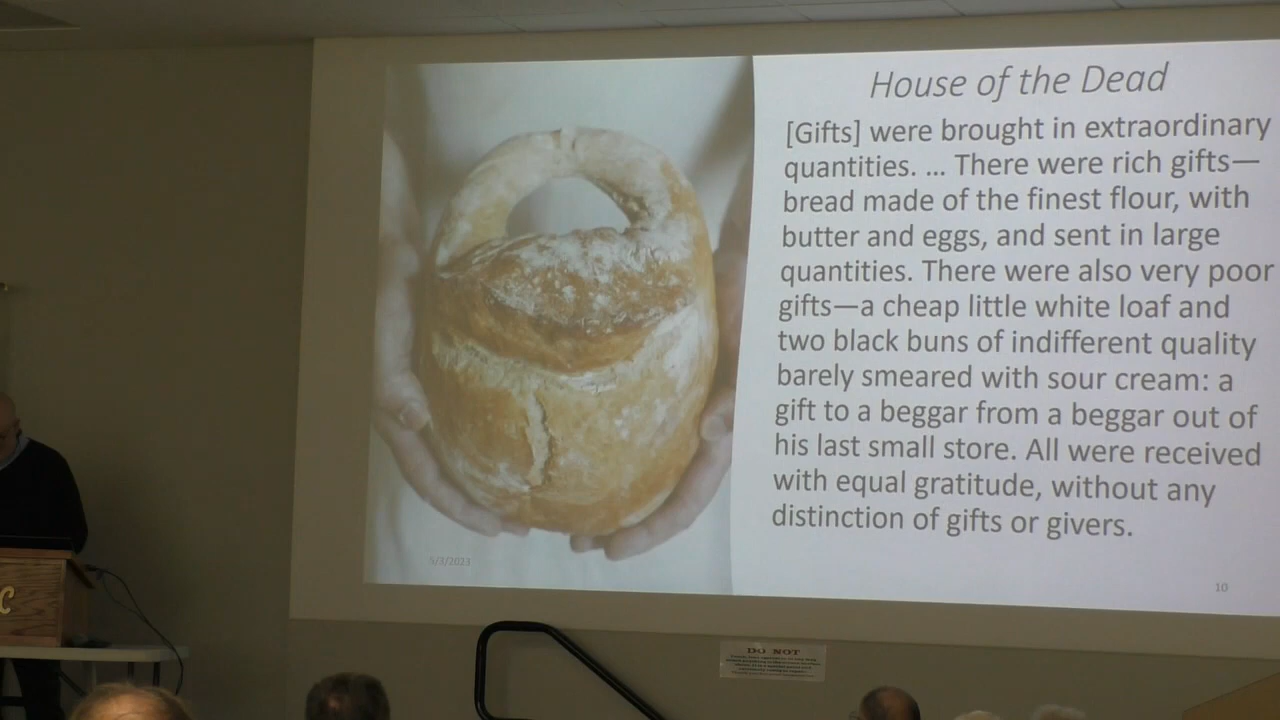 House of the Dead
[Gifts] were brought in extraordinary
quantities. ... There were rich gifts—
bread made of the finest flour, with
butter and eggs, and sent in large
quantities. There were also very poor
gifts—a cheap little white loaf and
two black buns of indifferent quality
barely smeared with sour cream: a
gift to a beggar from a beggar out of
his last small store. All were received
with equal gratitude, without any
distinction of gifts or givers.
5/3/2023
10
C
DO NOT